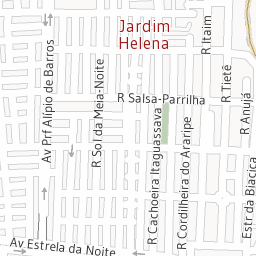 Jardim
Helena
R Itaim
R Tietê
R Anujá
R Salsa-Parrilha
Av Prf Alípio de Barros
R Sol da Meia-Noite
R Cachoeira Itaguassava
R Cordilheira do Araripe
Estr da Biacica
Av Estrela da Noite